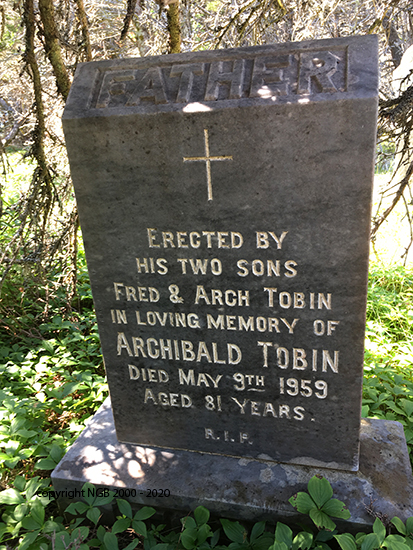 FATHER
ERECTED BY
HIS TWO SONS
FRED & ARCH TOBIN
IN LOVING MEMORY OF
ARCHIBALD TOBIN
DIED MAY 9TH 1959
AGED 81 YEARS.
R.I.P.
Copyright NGB 2000 - 2020